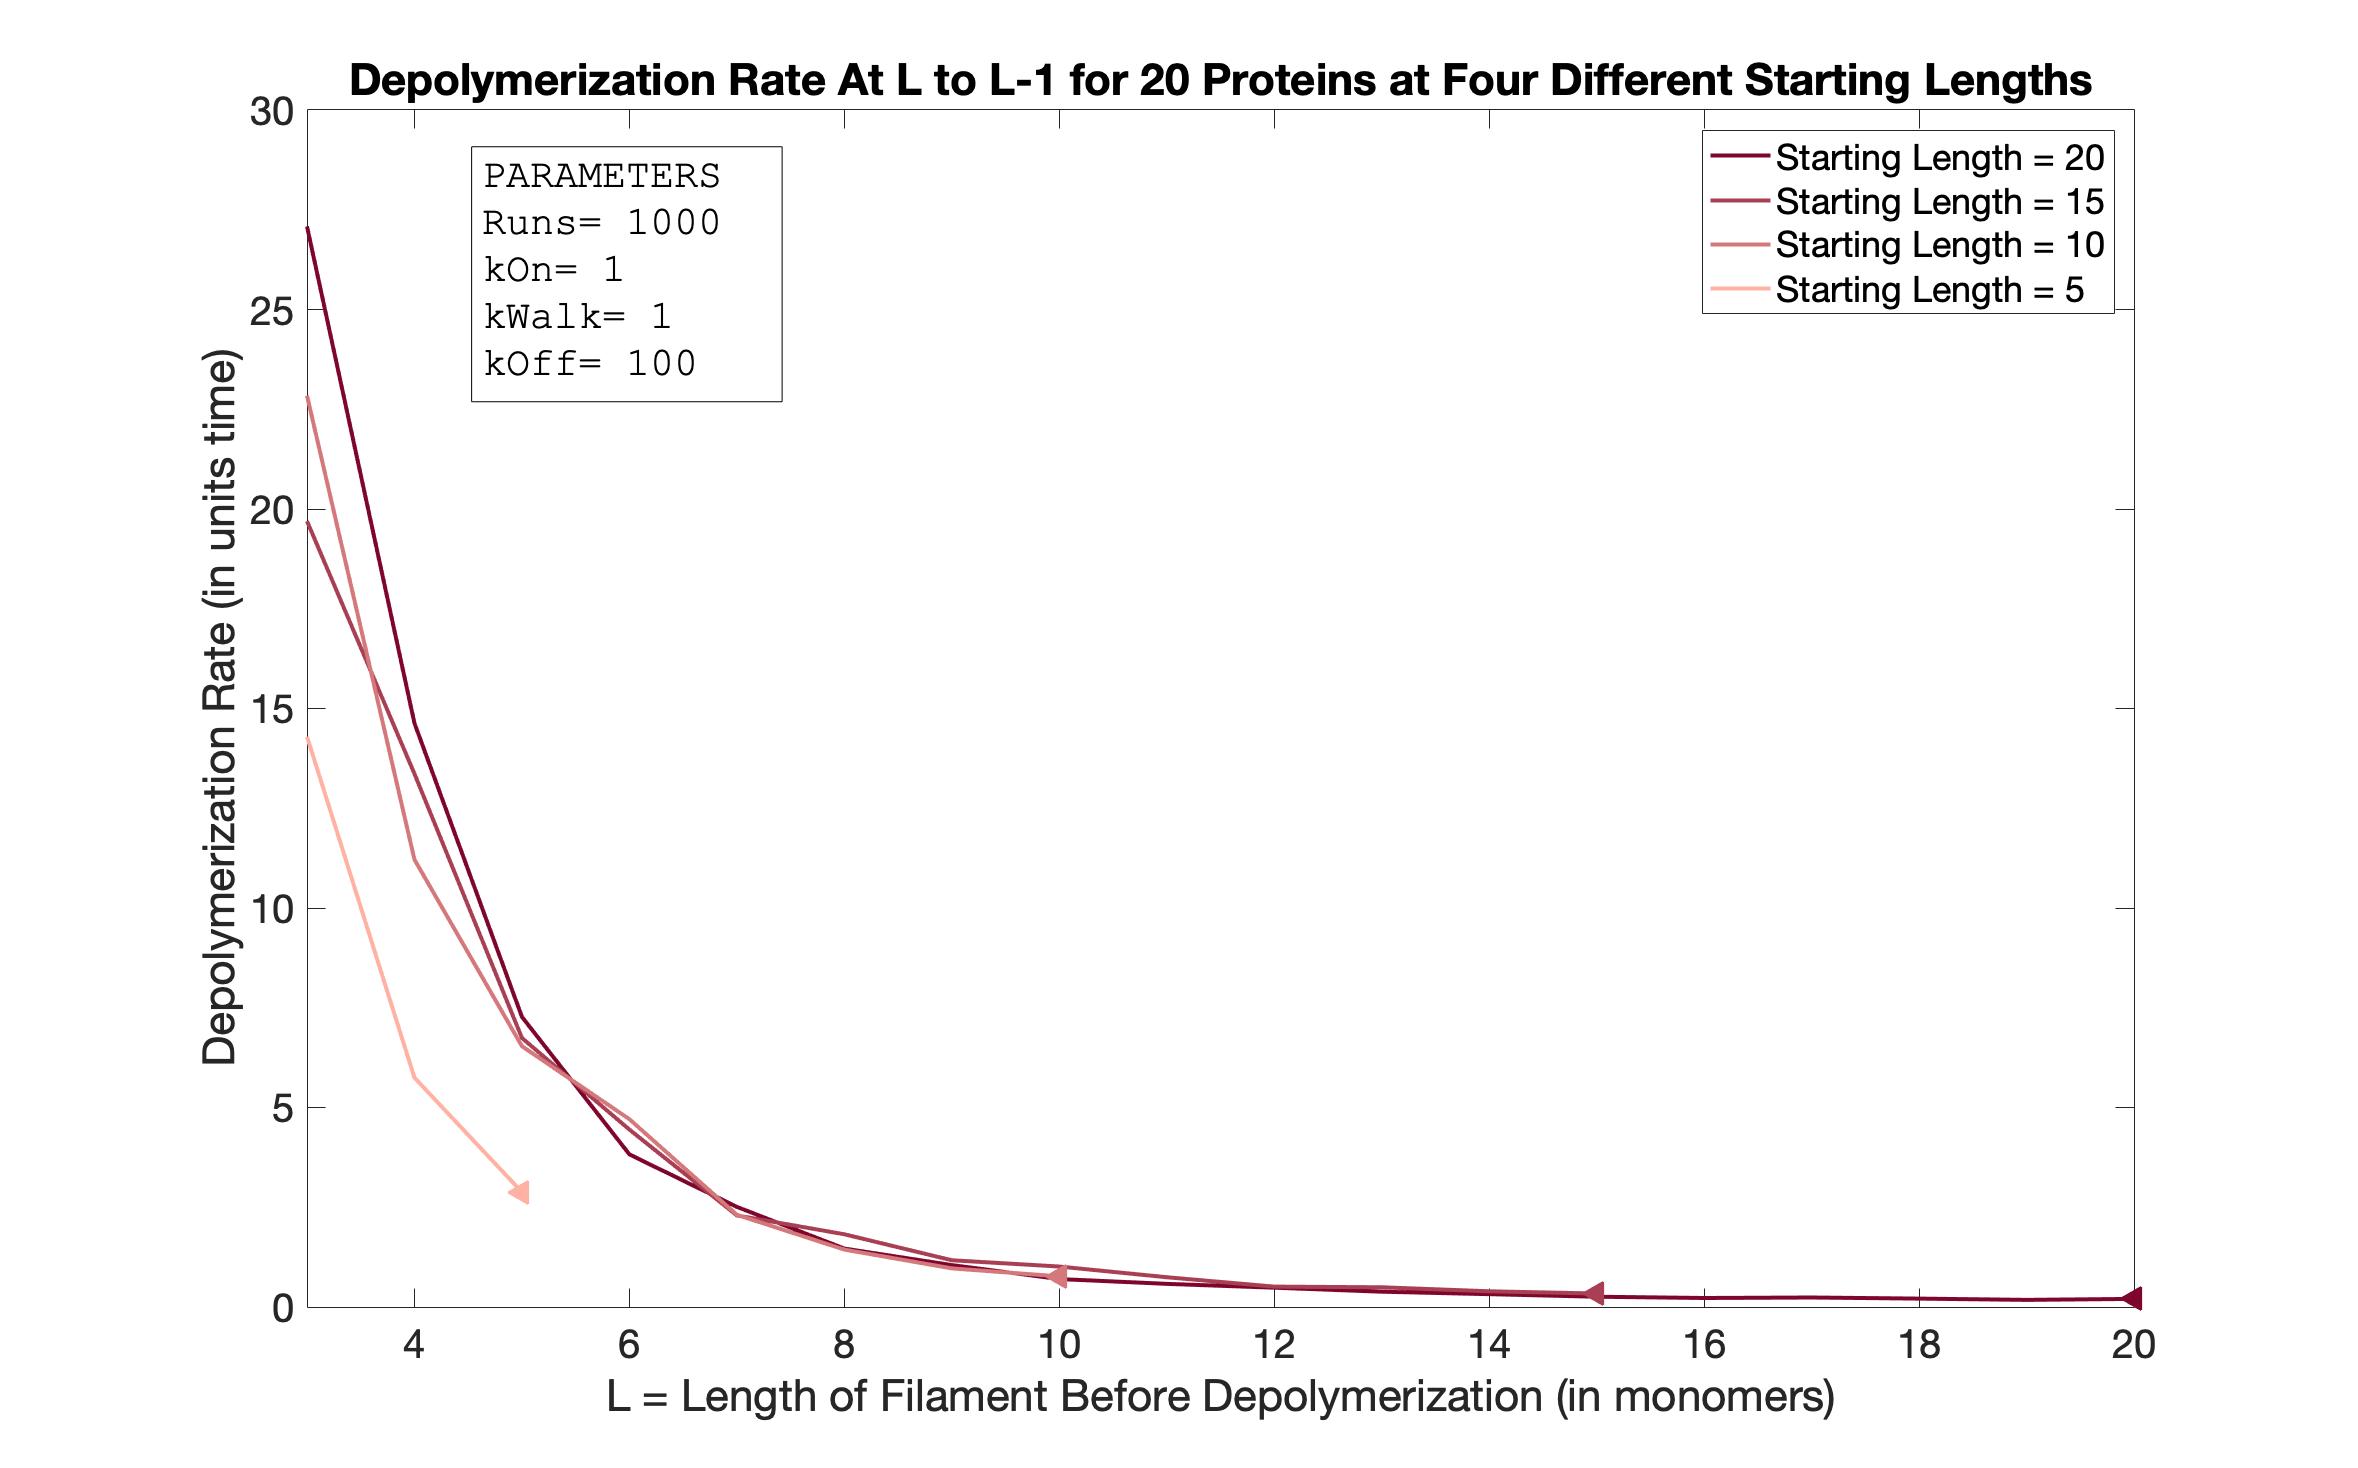 Depolymerization Rate At L to L-1 for 20 Proteins at Four Different Starting Lengths
30
25
20
15
10
5
0
Depolymerization Rate (in units time)
PARAMETERS
Runs= 1000
kOn= 1
kWalk= 1
kOff= 100
Starting Length = 20
Starting Length = 15
Starting Length = 10
Starting Length = 5
4 6 8 10 12 14 16 18 20
L = Length of Filament Before Depolymerization (in monomers)